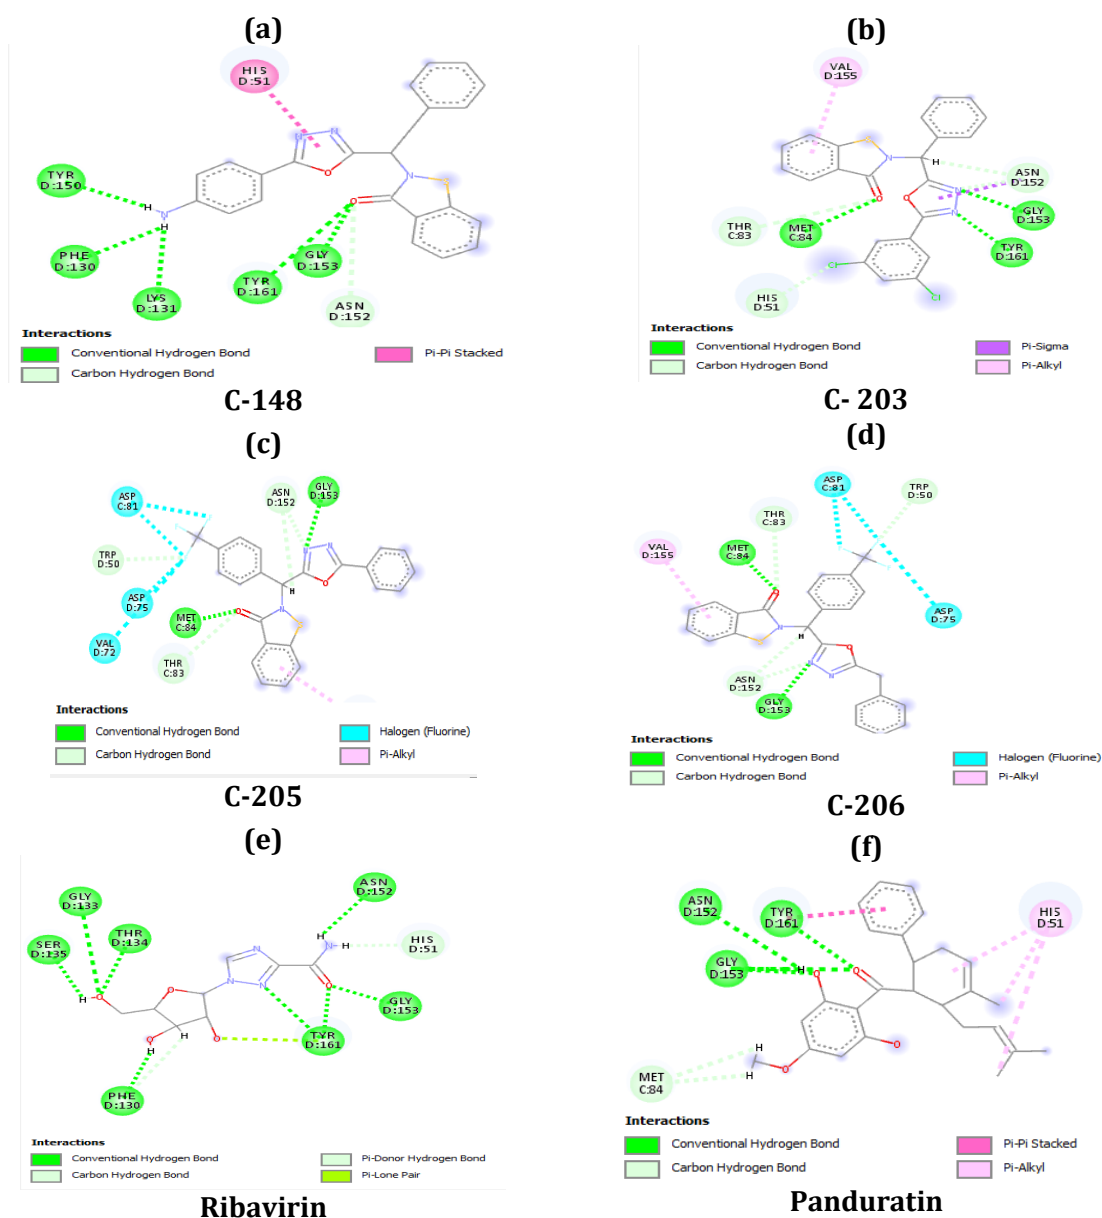 (a)
HIS
D:51
TYR
D:150
PHE
D:130
LYS
D:131
TYR
D:161
GLY
D:153
ASN
D:152
H
N
H
N
N
O
N
S
O
Interactions
Conventional Hydrogen Bond
Carbon Hydrogen Bond
Pi-Pi Stacked
C-148
(b)
VAL
D:155
ASN
D:152
GLY
D:153
TYR
D:161
THR
C:83
MET
C:84
HIS
D:51
S
N
H
O
O
N
N
Cl
Cl
Interactions
Conventional Hydrogen Bond
Carbon Hydrogen Bond
Pi-Sigma
Pi-Alkyl
C- 203
(c)
ASP
C:81
ASN
D:152
GLY
D:153
TRP
D:50
ASP
D:75
MET
C:84
VAL
D:72
THR
C:83
N
N
O
H
N
O
S
Interactions
Conventional Hydrogen Bond
Carbon Hydrogen Bond
Halogen (Fluorine)
Pi-Alkyl
C-205
(d)
ASP
C:81
TRP
D:50
THR
C:83
VAL
D:155
MET
C:84
ASP
D:75
ASN
D:152
GLY
D:153
O
N
S
H
O
N
N
Interactions
Conventional Hydrogen Bond
Carbon Hydrogen Bond
Halogen (Fluorine)
Pi-Alkyl
C-206
(e)
ASN
D:152
GLY
D:133
THR
D:134
SER
D:135
HIS
D:51
GLY
D:153
TYR
D:161
PHE
D:130
H
N
H
N
N
N
O
H
O
O
O
H
H
O
Interactions
Conventional Hydrogen Bond
Carbon Hydrogen Bond
Pi-Donor Hydrogen Bond
Pi-Lone Pair
Ribavirin
(f)
ASN
D:152
TYR
D:161
HIS
D:51
GLY
D:153
MET
C:84
H
O
O
O
H
H
O
Interactions
Conventional Hydrogen Bond
Carbon Hydrogen Bond
Pi-Pi Stacked
Pi-Alkyl
Panduratin